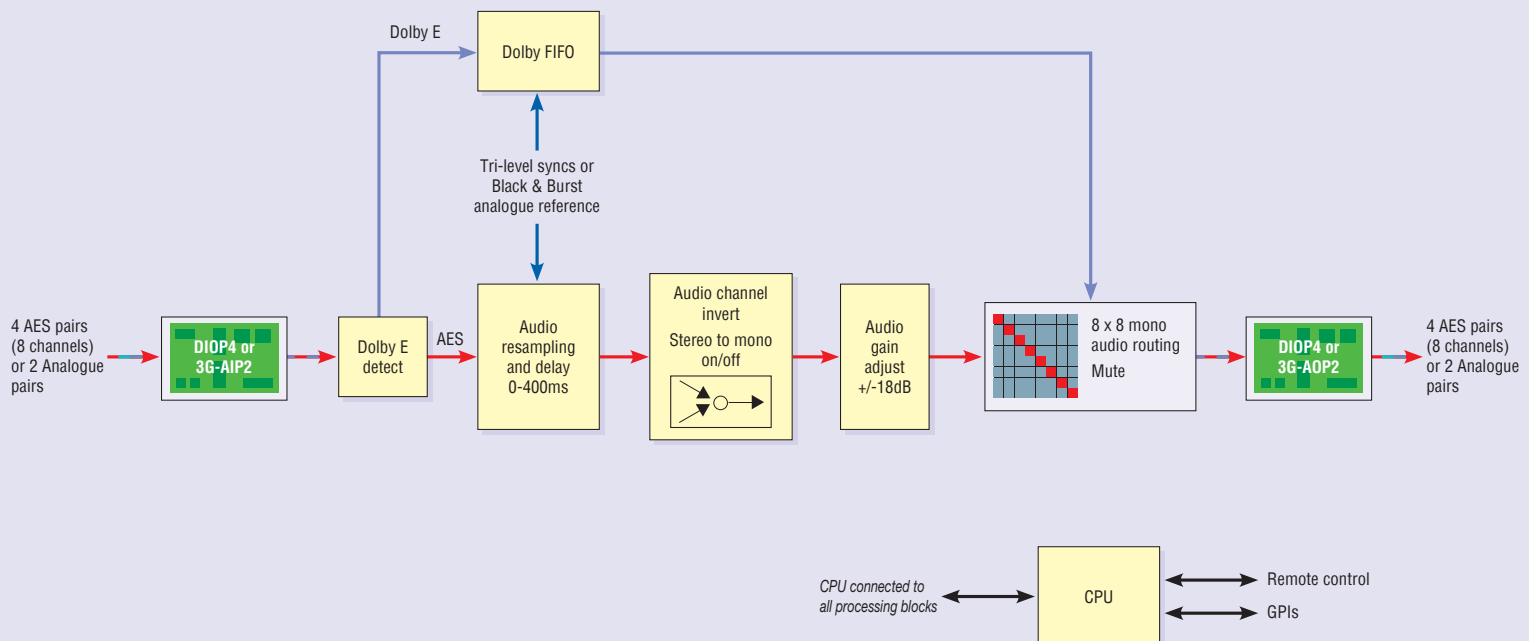 Dolby E
Dolby FIFO
Tri-level syncs or
Black & Burst
analogue reference
4 AES pairs
(8 channels)
or 2 Analogue
pairs
DIOP4 or
3G-AIP2
Dolby E
detect
AES
Audio
resampling
and delay
0-400ms
Audio channel
invert
Stereo to mono
on/off
Audio
gain
adjust
+/-18dB
8 x 8 mono
audio routing
Mute
DIOP4 or
3G-AOP2
4 AES pairs
(8 channels)
or 2 Analogue
pairs
CPU connected to
all processing blocks
CPU
Remote control
GPIs